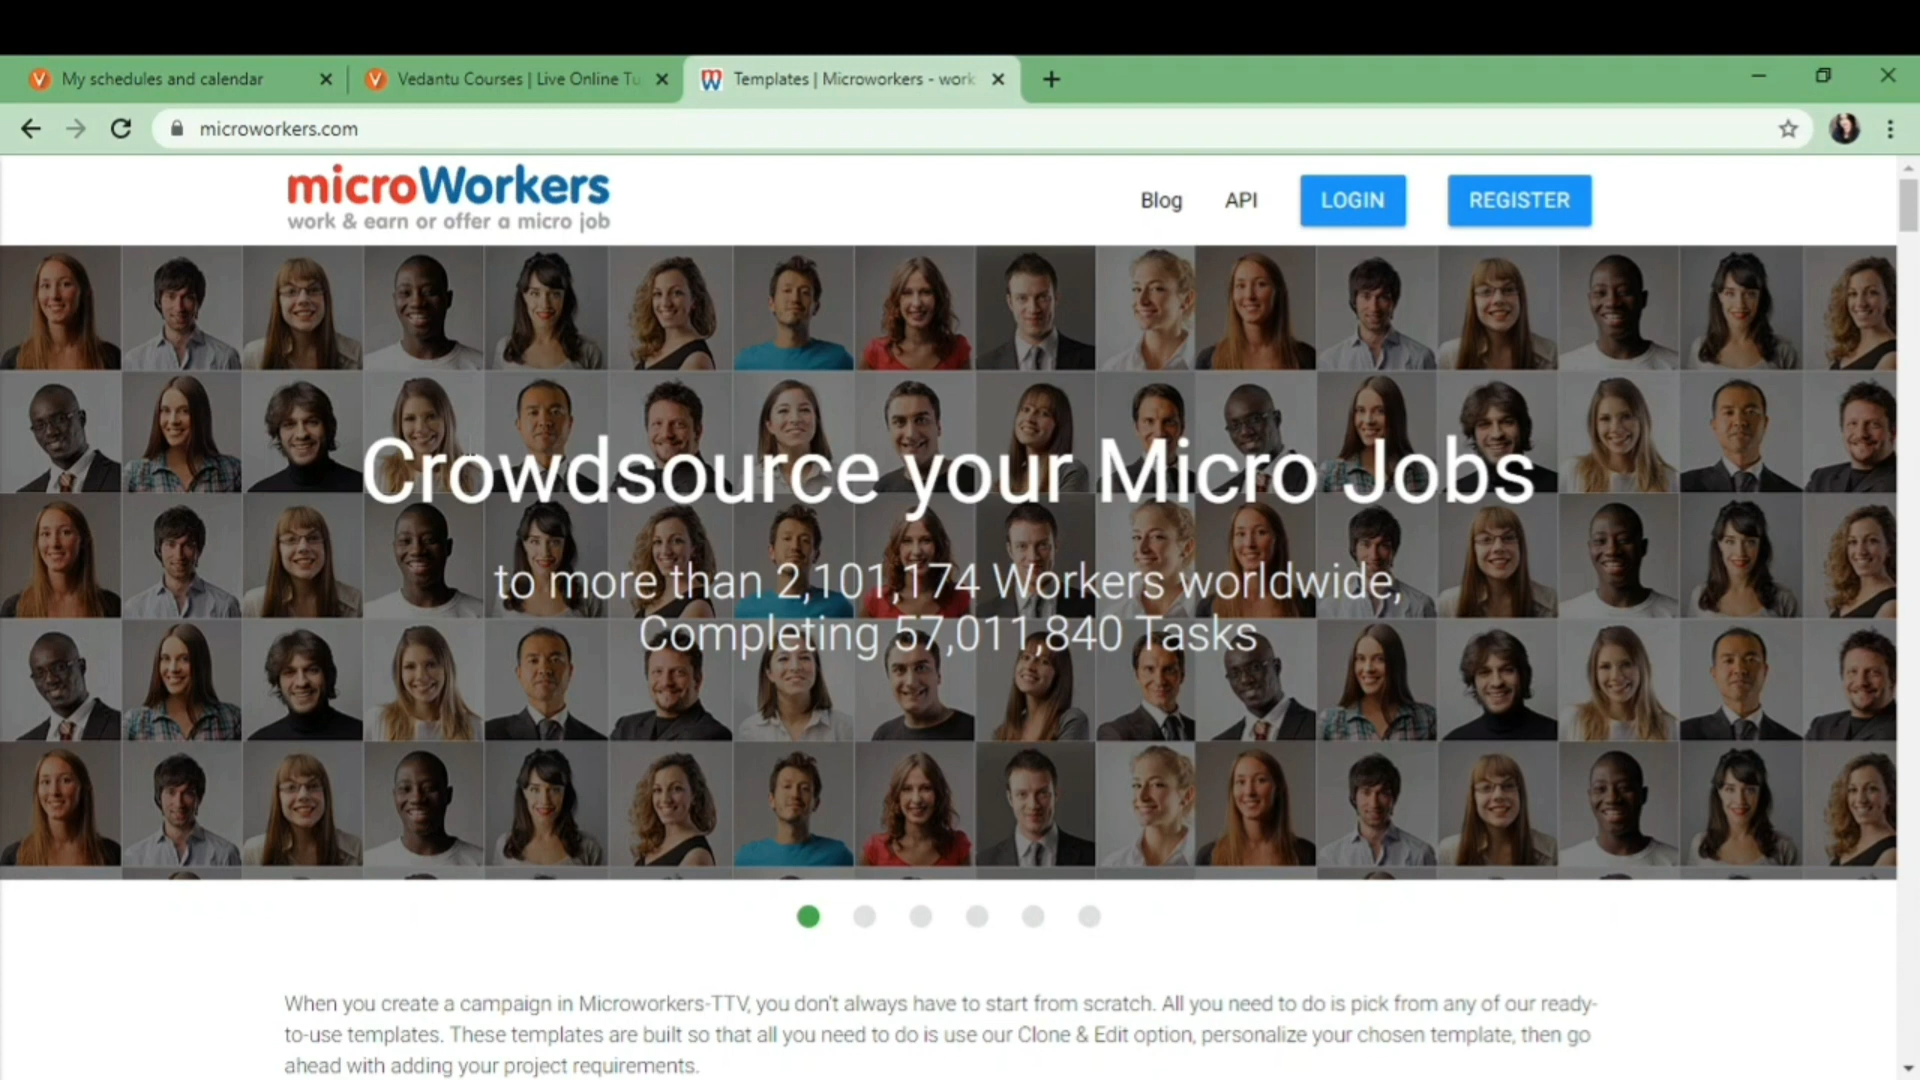 My schedules and calendar
Vedantu Courses | Live Online Tu
Templates | Microworkers - work
microworkers.com
microWorkers
work & earn or offer a micro job
Blog
API
LOGIN
REGISTER
Crowdsource your Micro Jobs
to more than 2,101,174 Workers worldwide,
Completing 57,011,840 Tasks
When you create a campaign in Microworkers-TTV, you don't always have to start from scratch. All you need to do is pick from any of our ready-
to-use templates. These templates are built so that all you need to do is use our Clone & Edit option, personalize your chosen template, then go
ahead with adding your project requirements.